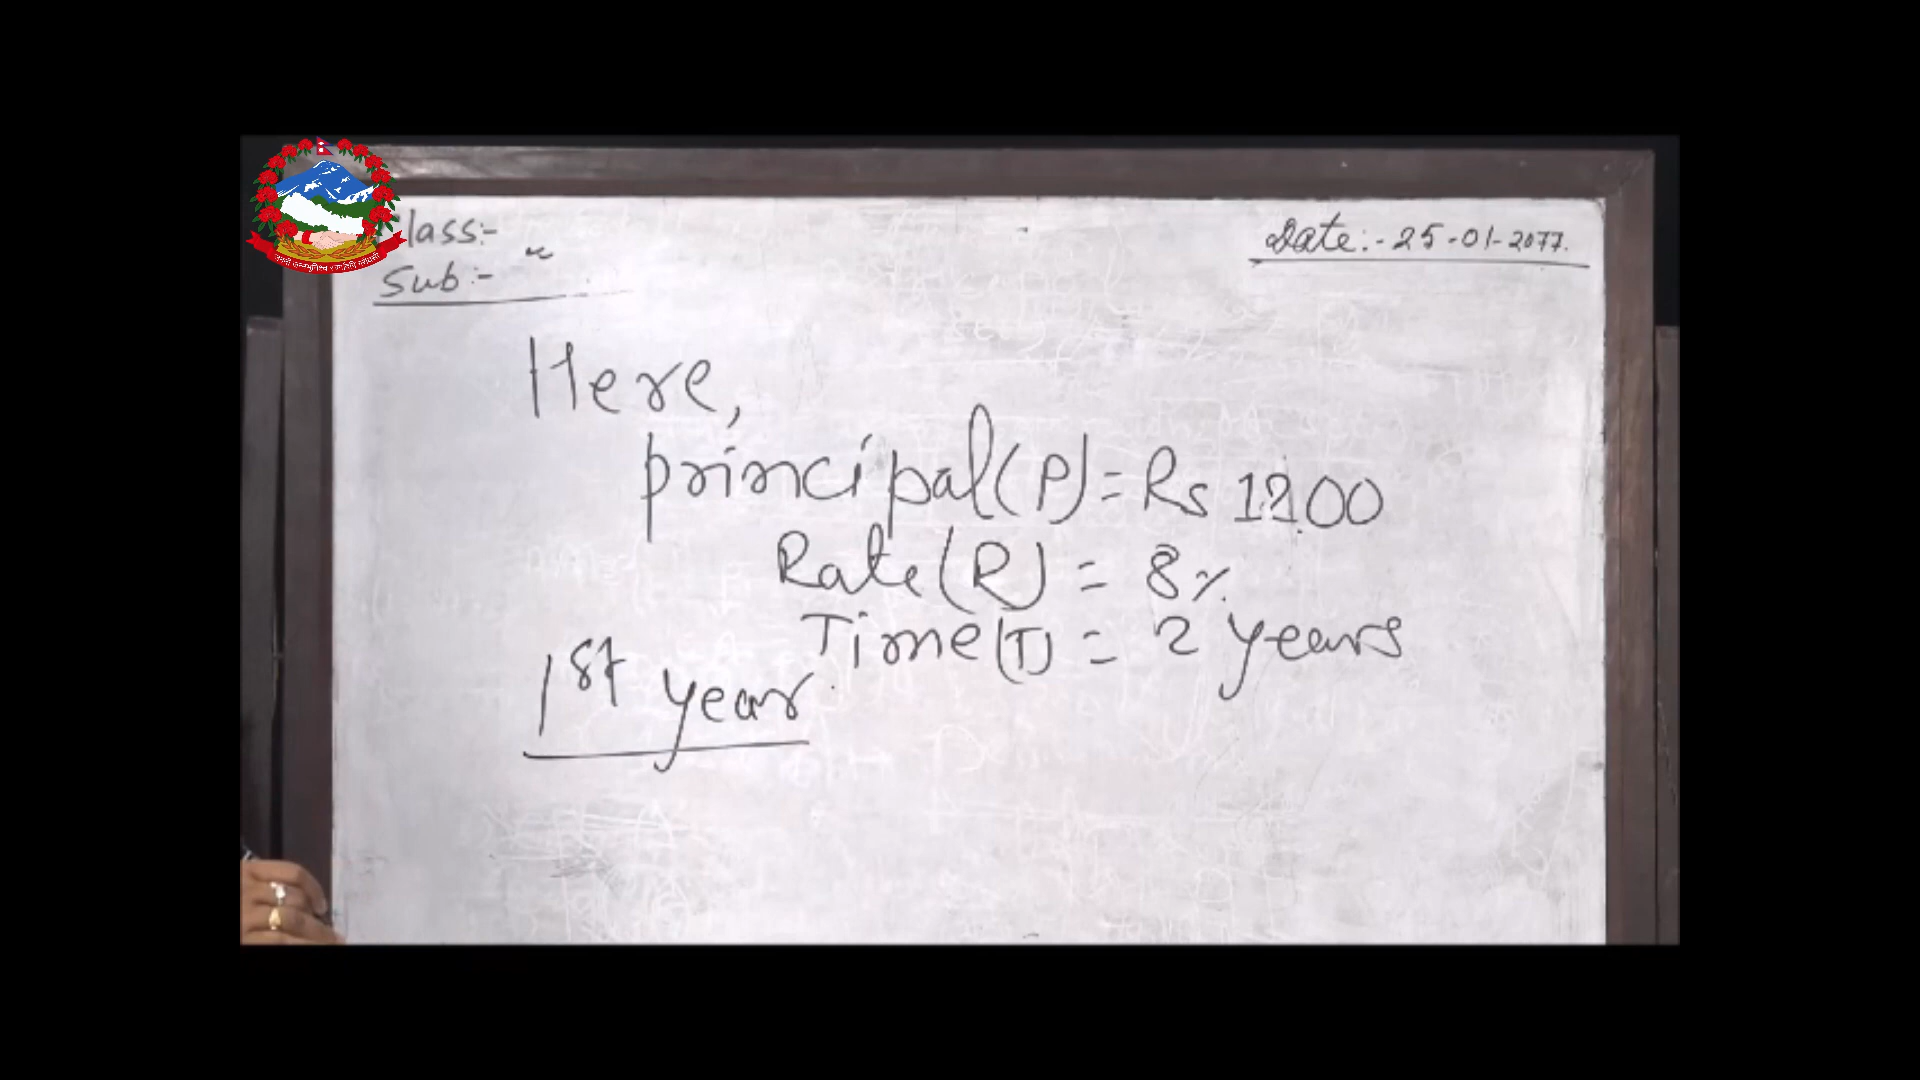 Class:-
Sub:-
Date:- 25-01-2077.
Here,
principal(P) = Rs 1200
Rate(R) = 8%
Time(T) = 2 years
1st year